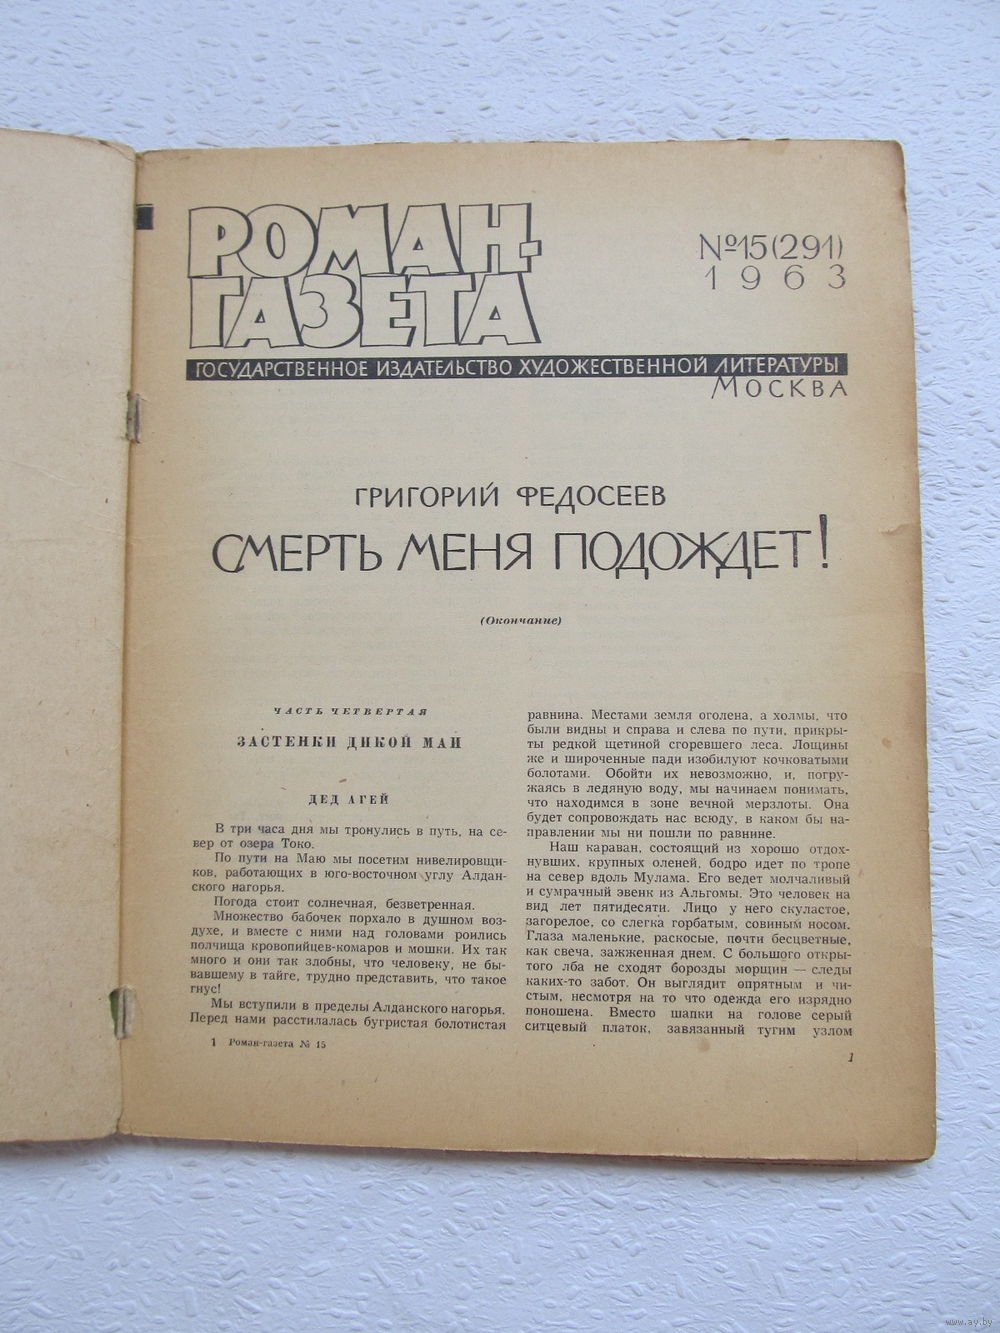 РОМАН-
ГАЗЕТА
№15(291)
1963
ГОСУДАРСТВЕННОЕ ИЗДАТЕЛЬСТВО ХУДОЖЕСТВЕННОЙ ЛИТЕРАТУРЫ
МОСКВА
ГРИГОРИЙ ФЕДОСЕЕВ
СМЕРТЬ МЕНЯ ПОДОЖДЕТ!
(Окончание)
ЧАСТЬ ЧЕТВЕРТАЯ
ЗАСТЕНКИ ДИКОЙ МАИ
ДЕД АГЕЙ
В три часа дня мы тронулись в путь, на се-
вер от озера Токо.
По пути на Маю мы посетим нивелировщи-
ков, работающих в юго-восточном углу Алдан-
ского нагорья.
Погода стоит солнечная, безветренная.
Множество бабочек порхало в душном воз-
духе, и вместе с ними над головами роились
полчища кровопийцев-комаров и мошки. Их так
много и они так злобны, что человеку, не бы-
вавшему в тайге, трудно представить, что такое
гнус!
Мы вступили в пределы Алданского нагорья.
Перед нами расстилалась бугристая болотистая
1 Роман-газета № 15
равнина. Местами земля оголена, а холмы, что
были видны и справа и слева по пути, прикры-
ты редкой щетиной сгоревшего леса. Лощины
же и широченные пади изобилуют кочковатыми
болотами. Обойти их невозможно, и, погру-
жаясь в ледяную воду, мы начинаем понимать,
что находимся в зоне вечной мерзлоты. Она
будет сопровождать нас всюду, в каком бы на-
правлении мы ни пошли по равнине.
Наш караван, состоящий из хорошо отдох-
нувших, крупных оленей, бодро идет по тропе
на север вдоль Мулама. Его ведет молчаливый
и сумрачный эвенк из Альгомы. Это человек на
вид лет пятидесяти. Лицо у него скуластое,
загорелое, со слегка горбатым, совиным носом.
Глаза маленькие, раскосые, почти бесцветные,
как свеча, зажженная днем. С большого откры-
того лба не сходят борозды морщин — следы
каких-то забот. Он выглядит опрятным и чи-
стым, несмотря на то что одежда его изрядно
поношена. Вместо шапки на голове серый
ситцевый платок, завязанный тугим узлом
1
www.ay.by